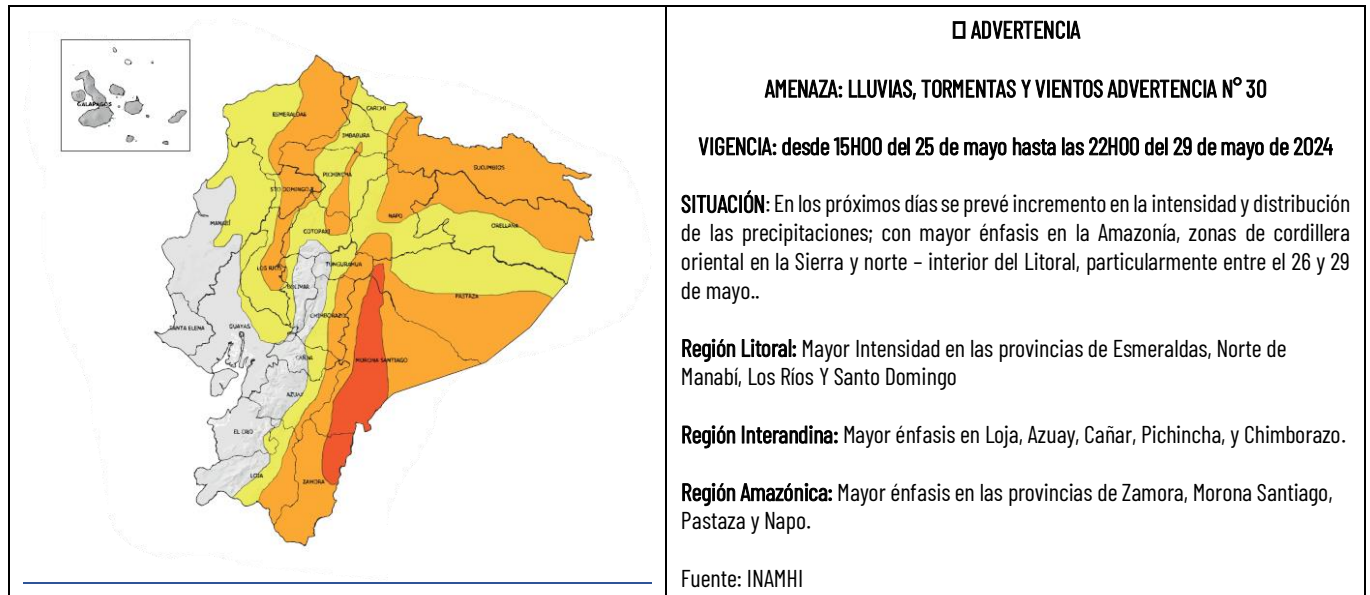 GALÁPAGOS
ESMERALDAS
CARCHI
IMBABURA
SUCUMBIOS
PICHINCHA
STO DOMINGO
NAPO
MANABÍ
ORELLANA
COTOPAXI
LOS RÍOS
TUNGURAHUA
BOLÍVAR
PASTAZA
CHIMBORAZO
SANTA ELENA
GUAYAS
CAÑAR
MORONA SANTIAGO
AZUAY
EL ORO
LOJA
ZAMORA
□ ADVERTENCIA
AMENAZA: LLUVIAS, TORMENTAS Y VIENTOS ADVERTENCIA N° 30
VIGENCIA: desde 15H00 del 25 de mayo hasta las 22H00 del 29 de mayo de 2024
SITUACIÓN: En los próximos días se prevé incremento en la intensidad y distribución
de las precipitaciones; con mayor énfasis en la Amazonía, zonas de cordillera
oriental en la Sierra y norte – interior del Litoral, particularmente entre el 26 y 29
de mayo..
Región Litoral: Mayor Intensidad en las provincias de Esmeraldas, Norte de
Manabí, Los Ríos Y Santo Domingo
Región Interandina: Mayor énfasis en Loja, Azuay, Cañar, Pichincha, y Chimborazo.
Región Amazónica: Mayor énfasis en las provincias de Zamora, Morona Santiago,
Pastaza y Napo.
Fuente: INAMHI